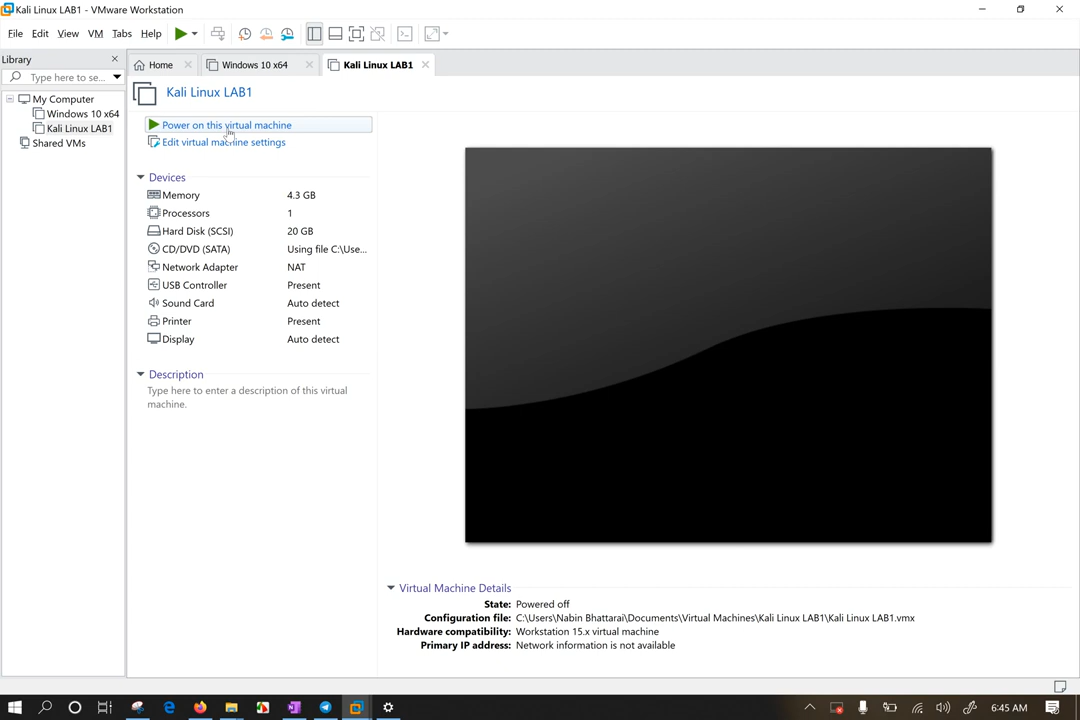 Kali Linux LAB1 - VMware Workstation
File Edit View VM Tabs Help
Library
Type here to se...
My Computer
Windows 10 x64
Kali Linux LAB1
Shared VMs
Home
Windows 10 x64
Kali Linux LAB1
Kali Linux LAB1
Power on this virtual machine
Edit virtual machine settings
Devices
Memory 4.3 GB
Processors 1
Hard Disk (SCSI) 20 GB
CD/DVD (SATA) Using file C:\Use...
Network Adapter NAT
USB Controller Present
Sound Card Auto detect
Printer Present
Display Auto detect
Description
Type here to enter a description of this virtual
machine.
Virtual Machine Details
State: Powered off
Configuration file: C:\Users\Nabin Bhattarai\Documents\Virtual Machines\Kali Linux LAB1\Kali Linux LAB1.vmx
Hardware compatibility: Workstation 15.x virtual machine
Primary IP address: Network information is not available
6:45 AM